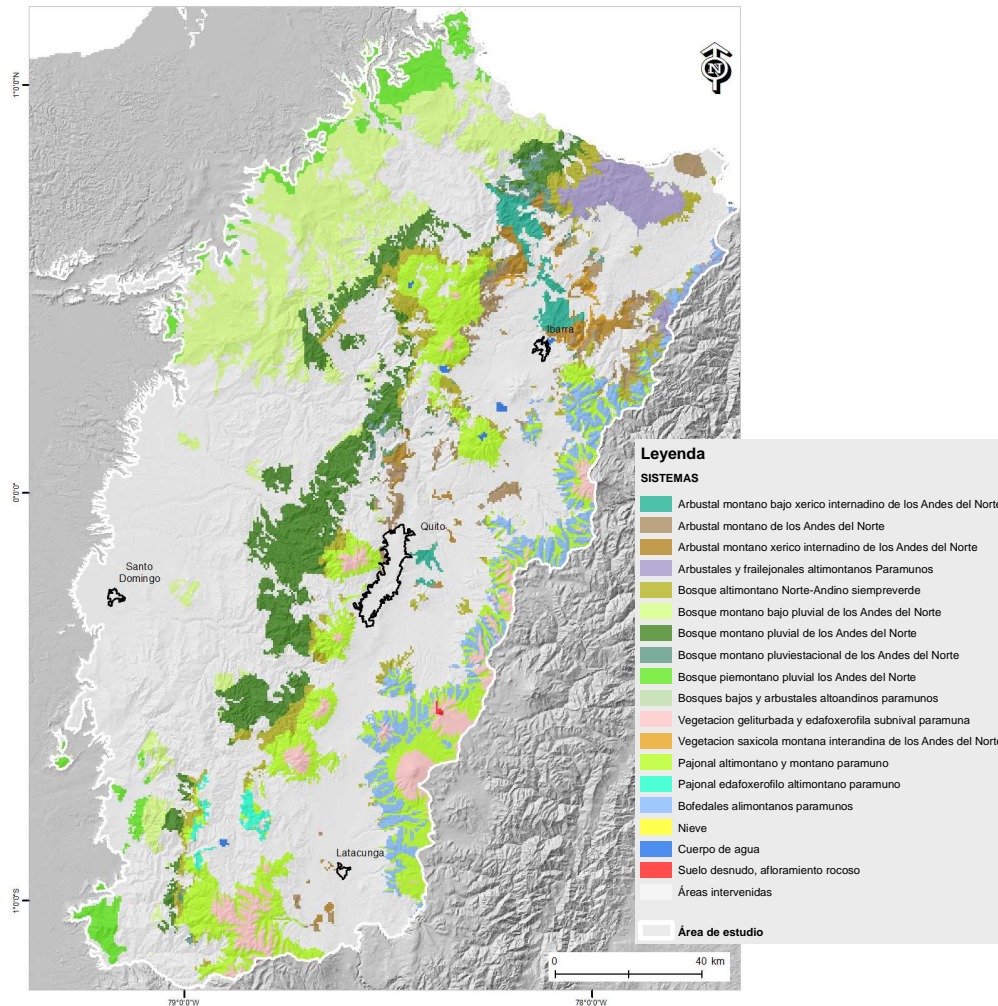 N
1°0'0"N
0°0'0"
1°0'0"S
79°0'0"W
78°0'0"W
Ibarra
Quito
Santo
Domingo
Latacunga
Leyenda
SISTEMAS
Arbustal montano bajo xerico internadino de los Andes del Norte
Arbustal montano de los Andes del Norte
Arbustal montano xerico internadino de los Andes del Norte
Arbustales y frailejonales altimontanos Paramunos
Bosque altimontano Norte-Andino siempreverde
Bosque montano bajo pluvial de los Andes del Norte
Bosque montano pluvial de los Andes del Norte
Bosque montano pluviestacional de los Andes del Norte
Bosque piemontano pluvial los Andes del Norte
Bosques bajos y arbustales altoandinos paramunos
Vegetacion geliturbada y edafoxerofila subnival paramuna
Vegetacion saxicola montana interandina de los Andes del Norte
Pajonal altimontano y montano paramuno
Pajonal edafoxerofilo altimontano paramuno
Bofedales alimontanos paramunos
Nieve
Cuerpo de agua
Suelo desnudo, afloramiento rocoso
Áreas intervenidas
Área de estudio
0 40 km